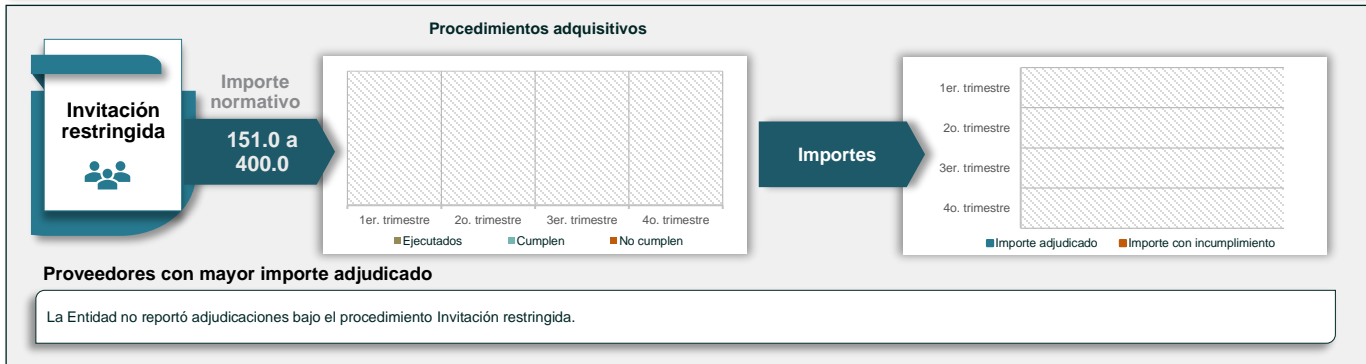 Procedimientos adquisitivos
Invitación
restringida
Importe
normativo
151.0 a
400.0
1er. trimestre
2o. trimestre
3er. trimestre
4o. trimestre
Ejecutados
Cumplen
No cumplen
Importes
1er. trimestre
2o. trimestre
3er. trimestre
4o. trimestre
Importe adjudicado
Importe con incumplimiento
Proveedores con mayor importe adjudicado
La Entidad no reportó adjudicaciones bajo el procedimiento Invitación restringida.